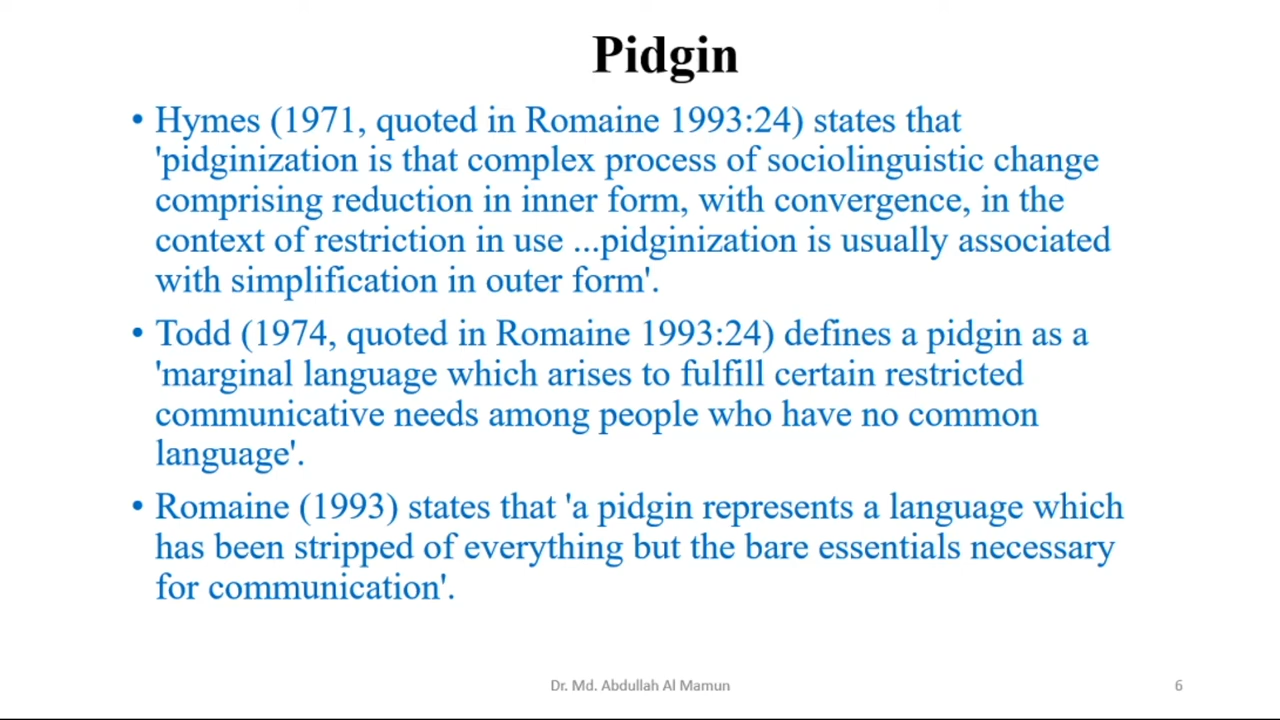 Pidgin
• Hymes (1971, quoted in Romaine 1993:24) states that
'pidginization is that complex process of sociolinguistic change
comprising reduction in inner form, with convergence, in the
context of restriction in use ...pidginization is usually associated
with simplification in outer form'.
• Todd (1974, quoted in Romaine 1993:24) defines a pidgin as a
'marginal language which arises to fulfill certain restricted
communicative needs among people who have no common
language'.
• Romaine (1993) states that 'a pidgin represents a language which
has been stripped of everything but the bare essentials necessary
for communication'.
Dr. Md. Abdullah Al Mamun
6